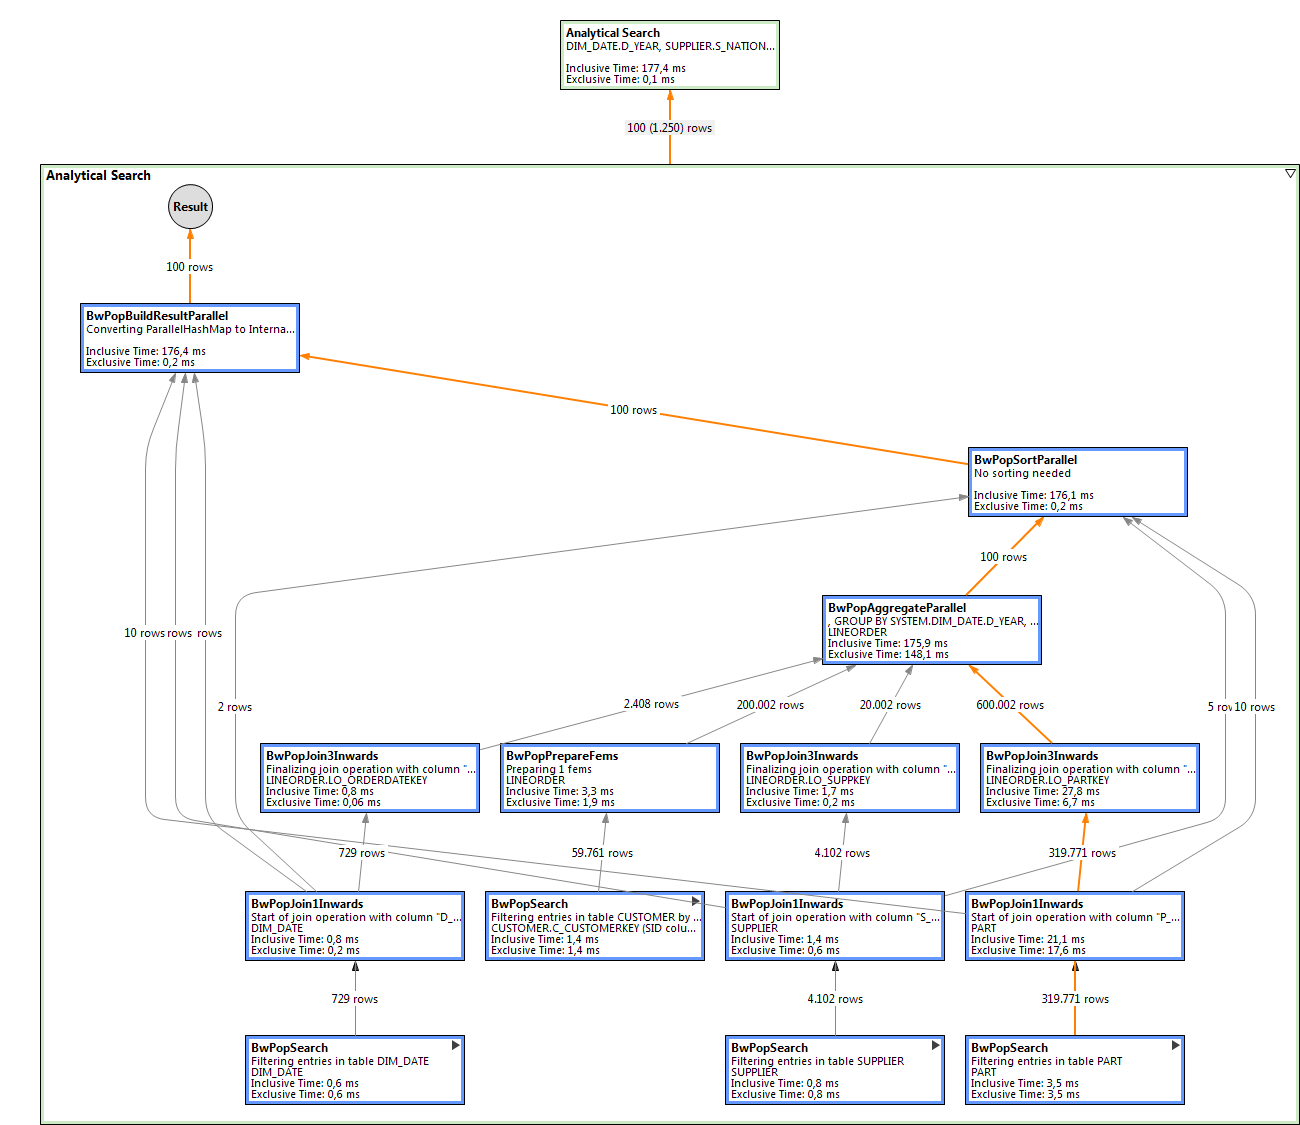 Analytical Search
DIM_DATE.D_YEAR, SUPPLIER.S_NATION...
Inclusive Time: 177,4 ms
Exclusive Time: 0,1 ms
100 (1.250) rows
Analytical Search
Result
100 rows
BwPopBuildResultParallel
Converting ParallelHashMap to Interna...
Inclusive Time: 176,4 ms
Exclusive Time: 0,2 ms
100 rows
BwPopSortParallel
No sorting needed
Inclusive Time: 176,1 ms
Exclusive Time: 0,2 ms
100 rows
BwPopAggregateParallel
, GROUP BY SYSTEM.DIM_DATE.D_YEAR, ...
LINEORDER
Inclusive Time: 175,9 ms
Exclusive Time: 148,1 ms
10 rows rows rows
2 rows
2.408 rows
200.002 rows
20.002 rows
600.002 rows
5 rows
10 rows
BwPopJoin3Inwards
Finalizing join operation with column "...
LINEORDER.LO_ORDERDATEKEY
Inclusive Time: 0,8 ms
Exclusive Time: 0,06 ms
BwPopPrepareFems
Preparing 1 fems
LINEORDER
Inclusive Time: 3,3 ms
Exclusive Time: 1,9 ms
BwPopJoin3Inwards
Finalizing join operation with column "...
LINEORDER.LO_SUPPKEY
Inclusive Time: 1,7 ms
Exclusive Time: 0,2 ms
BwPopJoin3Inwards
Finalizing join operation with column "...
LINEORDER.LO_PARTKEY
Inclusive Time: 27,8 ms
Exclusive Time: 6,7 ms
729 rows
59.761 rows
4.102 rows
319.771 rows
BwPopJoin1Inwards
Start of join operation with column "D_...
DIM_DATE
Inclusive Time: 0,8 ms
Exclusive Time: 0,2 ms
BwPopSearch
Filtering entries in table CUSTOMER by ...
CUSTOMER.C_CUSTOMERKEY (SID colu...
Inclusive Time: 1,4 ms
Exclusive Time: 1,4 ms
BwPopJoin1Inwards
Start of join operation with column "S_...
SUPPLIER
Inclusive Time: 1,4 ms
Exclusive Time: 0,6 ms
BwPopJoin1Inwards
Start of join operation with column "P_...
PART
Inclusive Time: 21,1 ms
Exclusive Time: 17,6 ms
729 rows
4.102 rows
319.771 rows
BwPopSearch
Filtering entries in table DIM_DATE
DIM_DATE
Inclusive Time: 0,6 ms
Exclusive Time: 0,6 ms
BwPopSearch
Filtering entries in table SUPPLIER
SUPPLIER
Inclusive Time: 0,8 ms
Exclusive Time: 0,8 ms
BwPopSearch
Filtering entries in table PART
PART
Inclusive Time: 3,5 ms
Exclusive Time: 3,5 ms